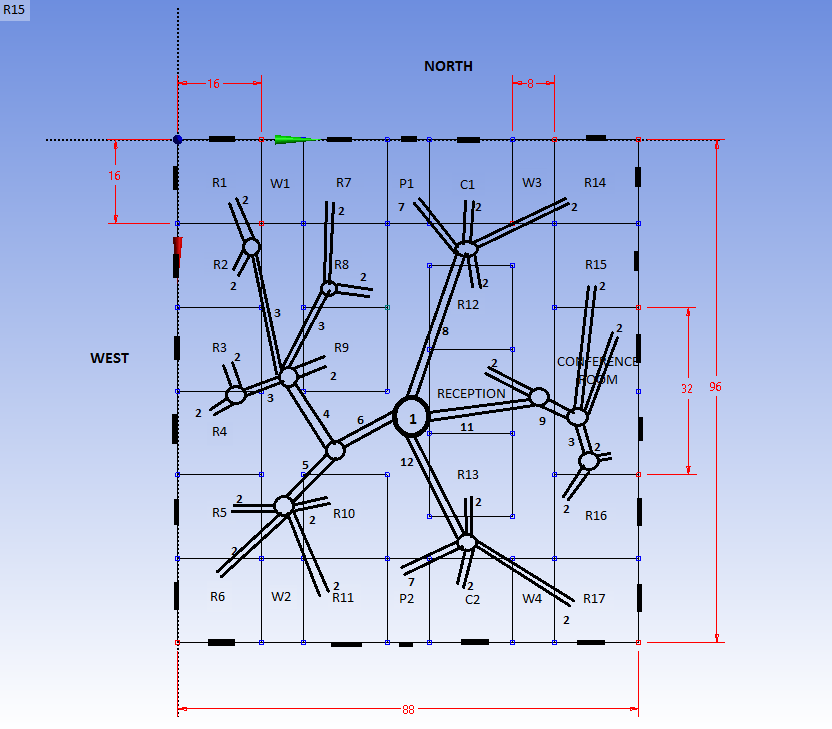 R15
NORTH
16
8
16
R1
W1
R7
P1
C1
W3
R14
2
2
7
2
2
R2
R8
R15
2
2
2
2
R12
3
3
8
2
WEST
R3
R9
2
2
2
CONFERENCE
ROOM
32
96
3
RECEPTION
2
R4
4
6
1
11
9
5
12
3
2
R13
R5
2
2
R10
2
2
R16
2
7
2
2
R6
W2
R11
P2
C2
W4
R17
2
88